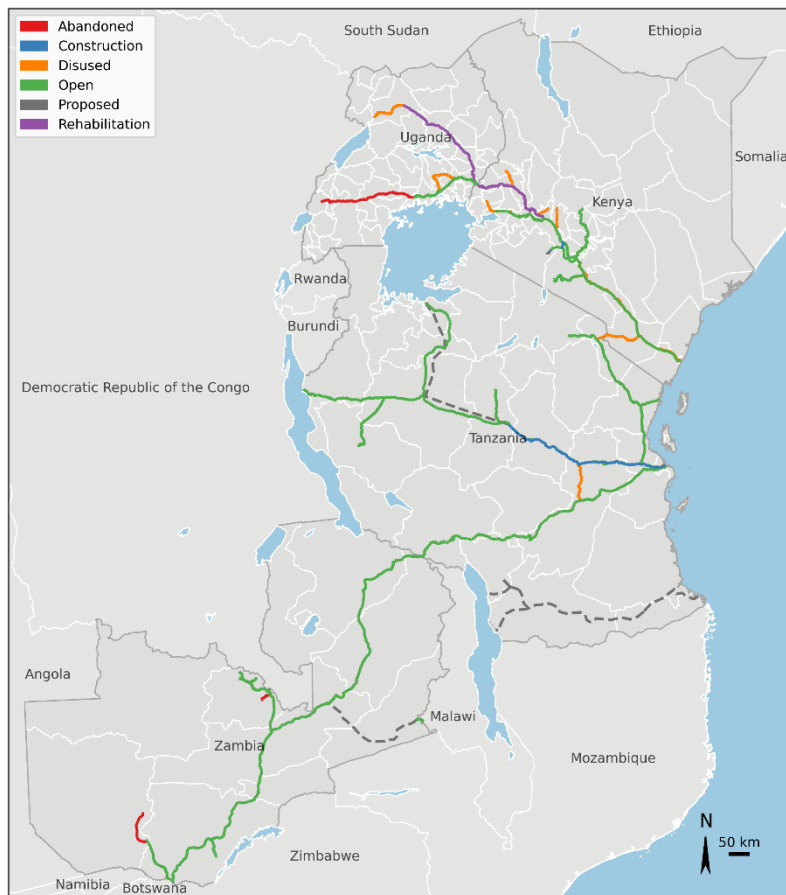 Abandoned
Construction
Disused
Open
Proposed
Rehabilitation
South Sudan
Ethiopia
Uganda
Somalia
Kenya
Rwanda
Burundi
Democratic Republic of the Congo
Tanzania
Angola
Malawi
Zambia
Mozambique
N
50 km
Zimbabwe
Namibia
Botswana